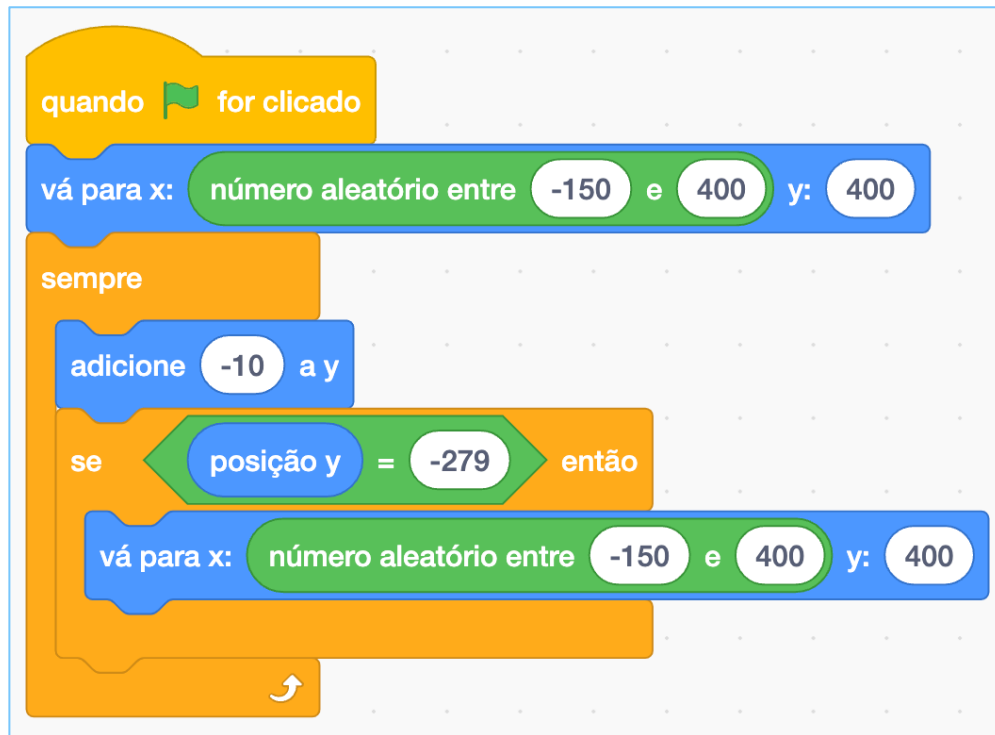 quando for clicado
vá para x: número aleatório entre -150 e 400 y: 400
sempre
adicione -10 a y
se posição y = -279 então
vá para x: número aleatório entre -150 e 400 y: 400